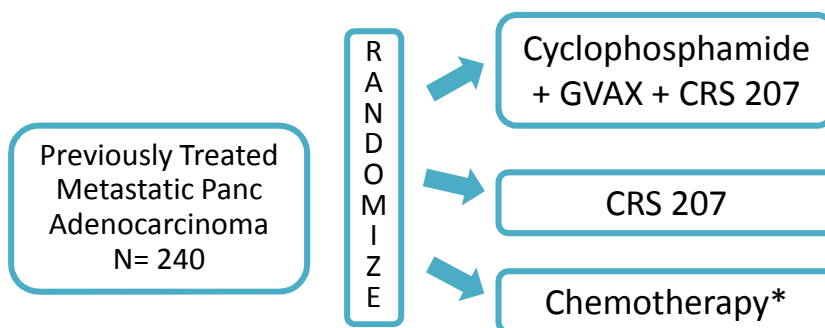 Previously Treated
Metastatic Panc
Adenocarcinoma
N= 240
R
A
N
D
O
M
I
Z
E
Cyclophosphamide
+ GVAX + CRS 207
CRS 207
Chemotherapy*